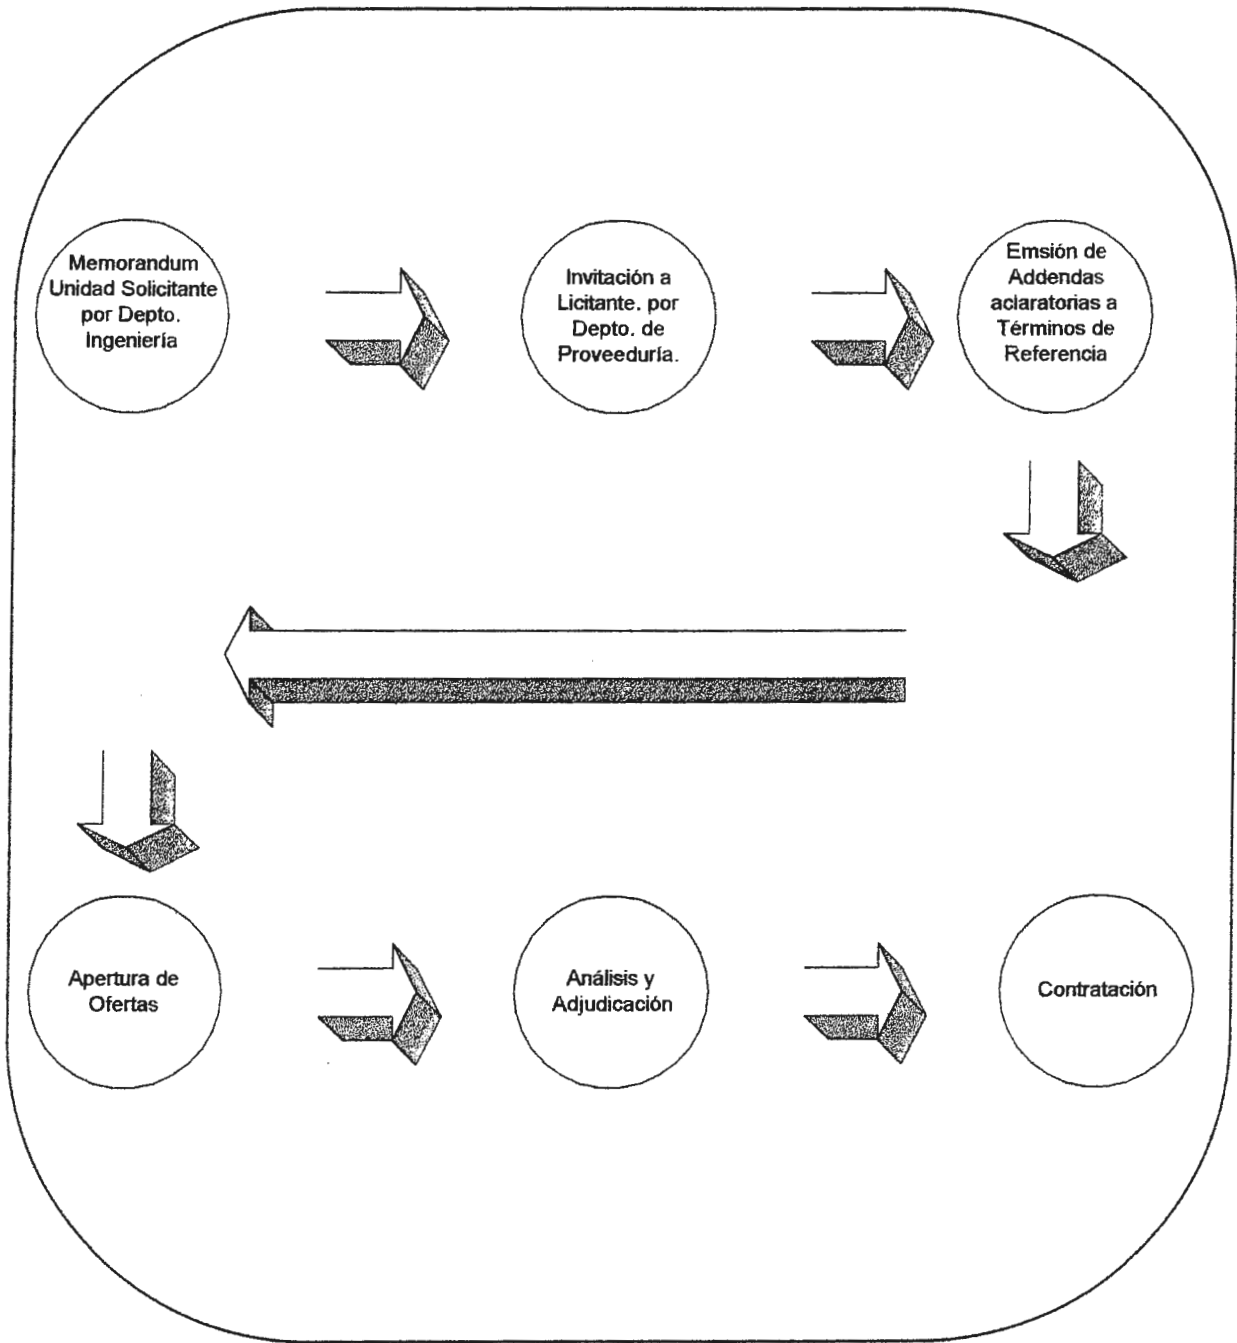 Memorandum
Unidad Solicitante
por Depto.
Ingeniería
Invitación a
Licitante. por
Depto. de
Proveeduría.
Emsión de
Addendas
aclaratorias a
Términos de
Referencia
Apertura de
Ofertas
Análisis y
Adjudicación
Contratación